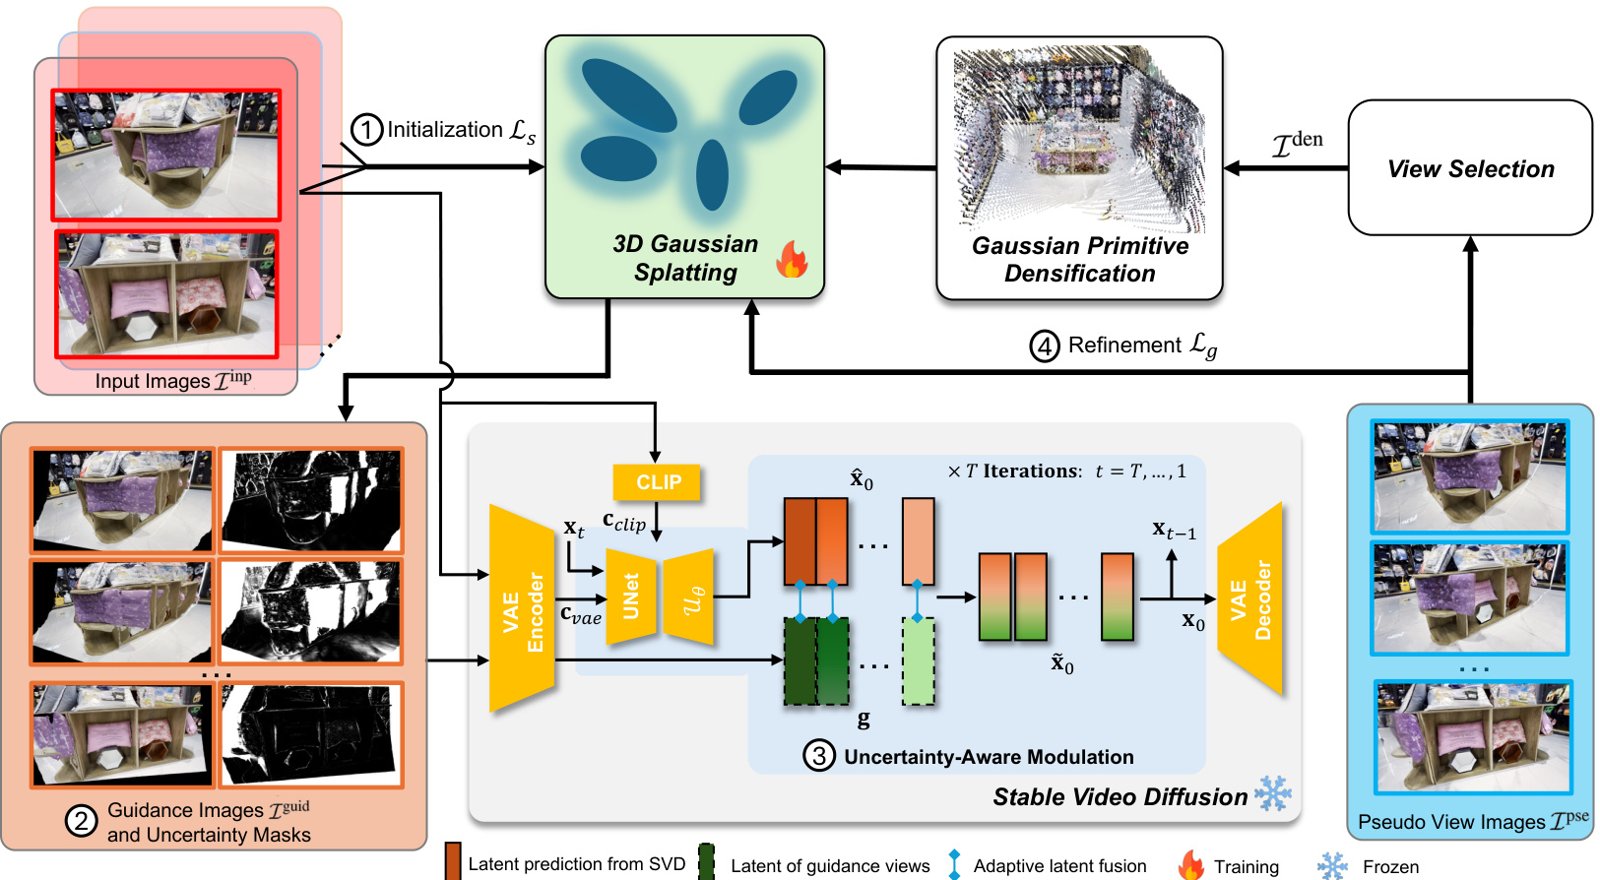 ① Initialization ℒs
Input Images ℐ^inp
3D Gaussian
Splatting
Gaussian Primitive
Densification
ℐ^den
View Selection
④ Refinement ℒg
② Guidance Images ℐ^guid
and Uncertainty Masks
VAE
Encoder
CLIP
c_clip
x_t
c_vae
UNet
𝒰_θ
x̂_0
× T Iterations: t = T, …, 1
g
x̃_0
x_{t−1}
x_0
VAE
Decoder
③ Uncertainty-Aware Modulation
Stable Video Diffusion
Pseudo View Images ℐ^pse
Latent prediction from SVD
Latent of guidance views
Adaptive latent fusion
Training
Frozen